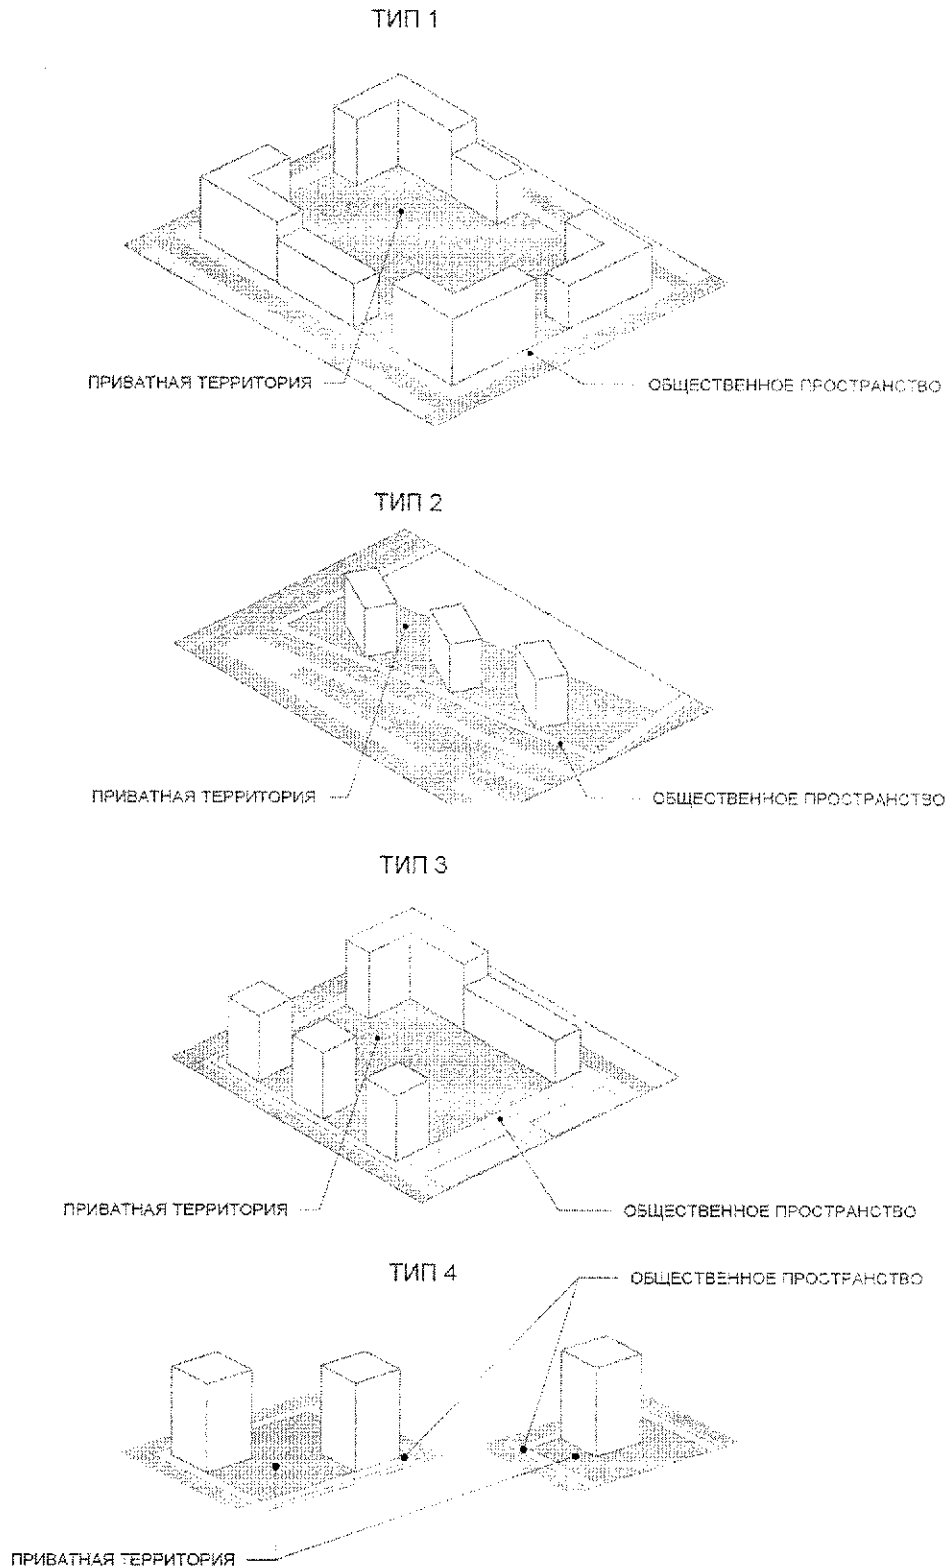 ТИП 1
ПРИВАТНАЯ ТЕРРИТОРИЯ
ОБЩЕСТВЕННОЕ ПРОСТРАНСТВО
ТИП 2
ПРИВАТНАЯ ТЕРРИТОРИЯ
ОБЩЕСТВЕННОЕ ПРОСТРАНСТВО
ТИП 3
ПРИВАТНАЯ ТЕРРИТОРИЯ
ОБЩЕСТВЕННОЕ ПРОСТРАНСТВО
ТИП 4
ОБЩЕСТВЕННОЕ ПРОСТРАНСТВО
ПРИВАТНАЯ ТЕРРИТОРИЯ